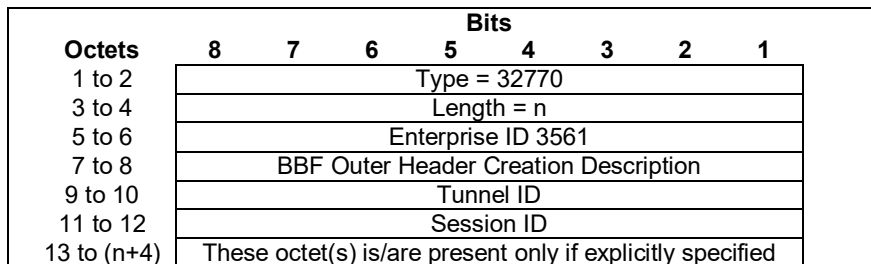 Bits
Octets 8 7 6 5 4 3 2 1
1 to 2 Type = 32770
3 to 4 Length = n
5 to 6 Enterprise ID 3561
7 to 8 BBF Outer Header Creation Description
9 to 10 Tunnel ID
11 to 12 Session ID
13 to (n+4) These octet(s) is/are present only if explicitly specified